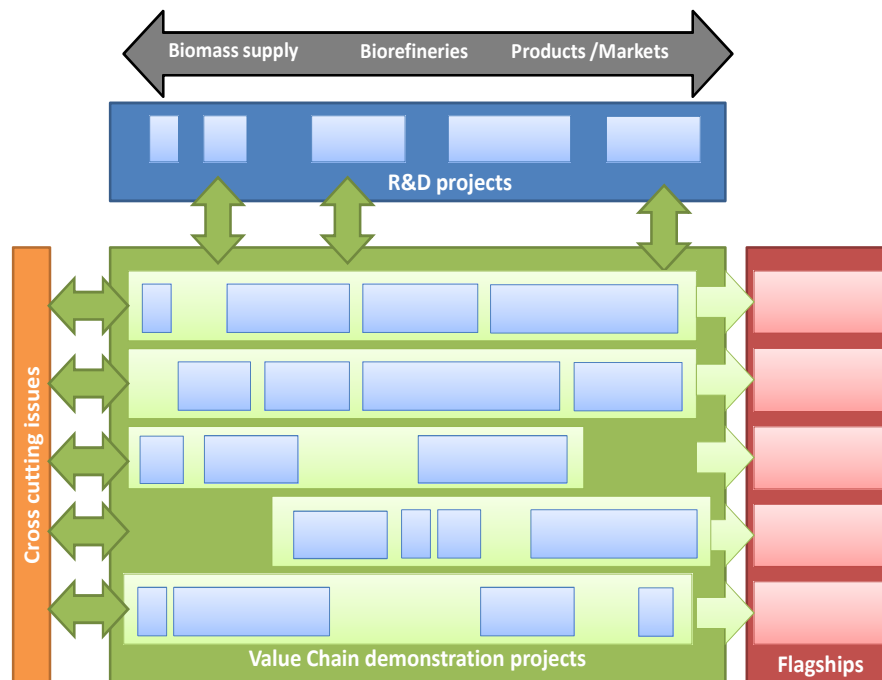 Biomass supply Biorefineries Products /Markets
R&D projects
Cross cutting issues
Value Chain demonstration projects
Flagships